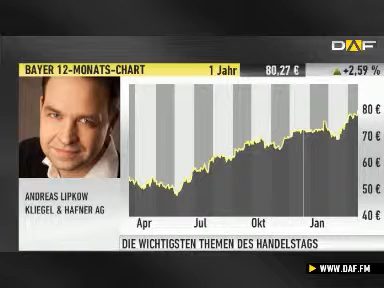 DAF
BAYER 12-MONATS-CHART 1 Jahr 80,27 € +2,59 %
80 €
70 €
60 €
50 €
40 €
Apr Jul Okt Jan
ANDREAS LIPKOW
KLIEGEL & HAFNER AG
DIE WICHTIGSTEN THEMEN DES HANDELSTAGS
WWW.DAF.FM